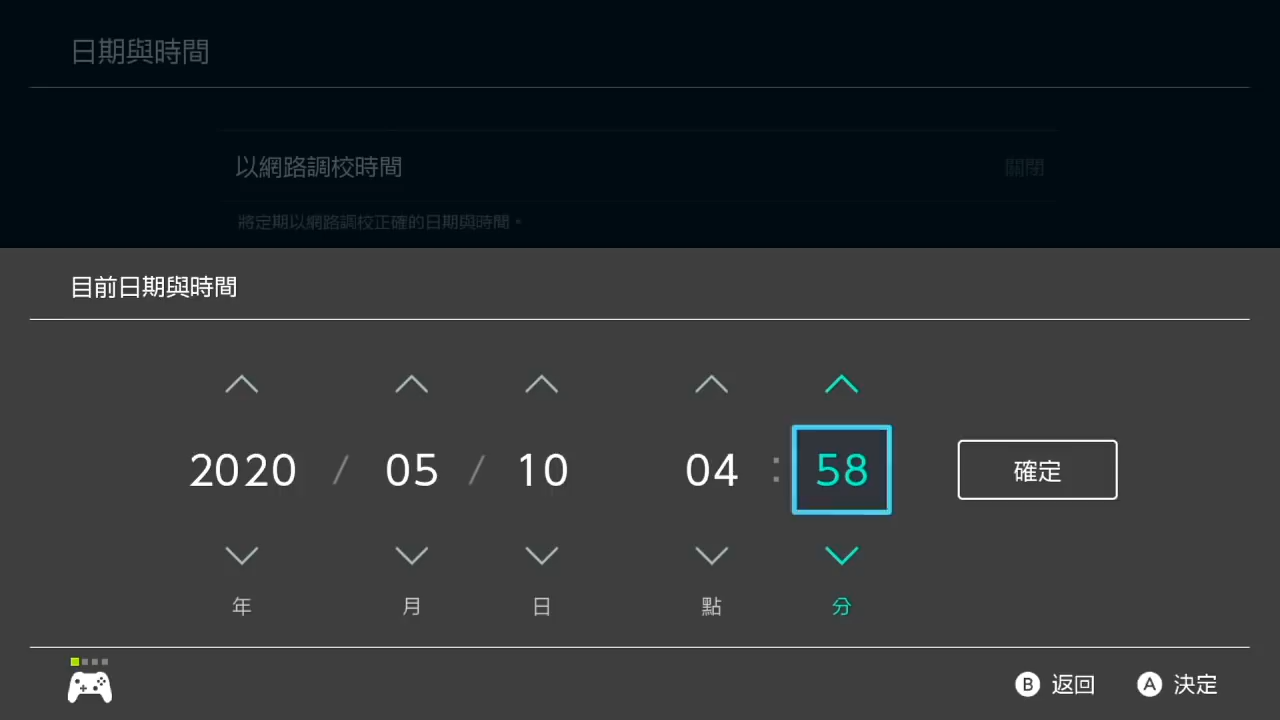 日期與時間
以網路調校時間 關閉
將定期以網路調校正確的日期與時間。
目前日期與時間
2020 / 05 / 10 04 : 58 確定
年 月 日 點 分
B 返回 A 決定